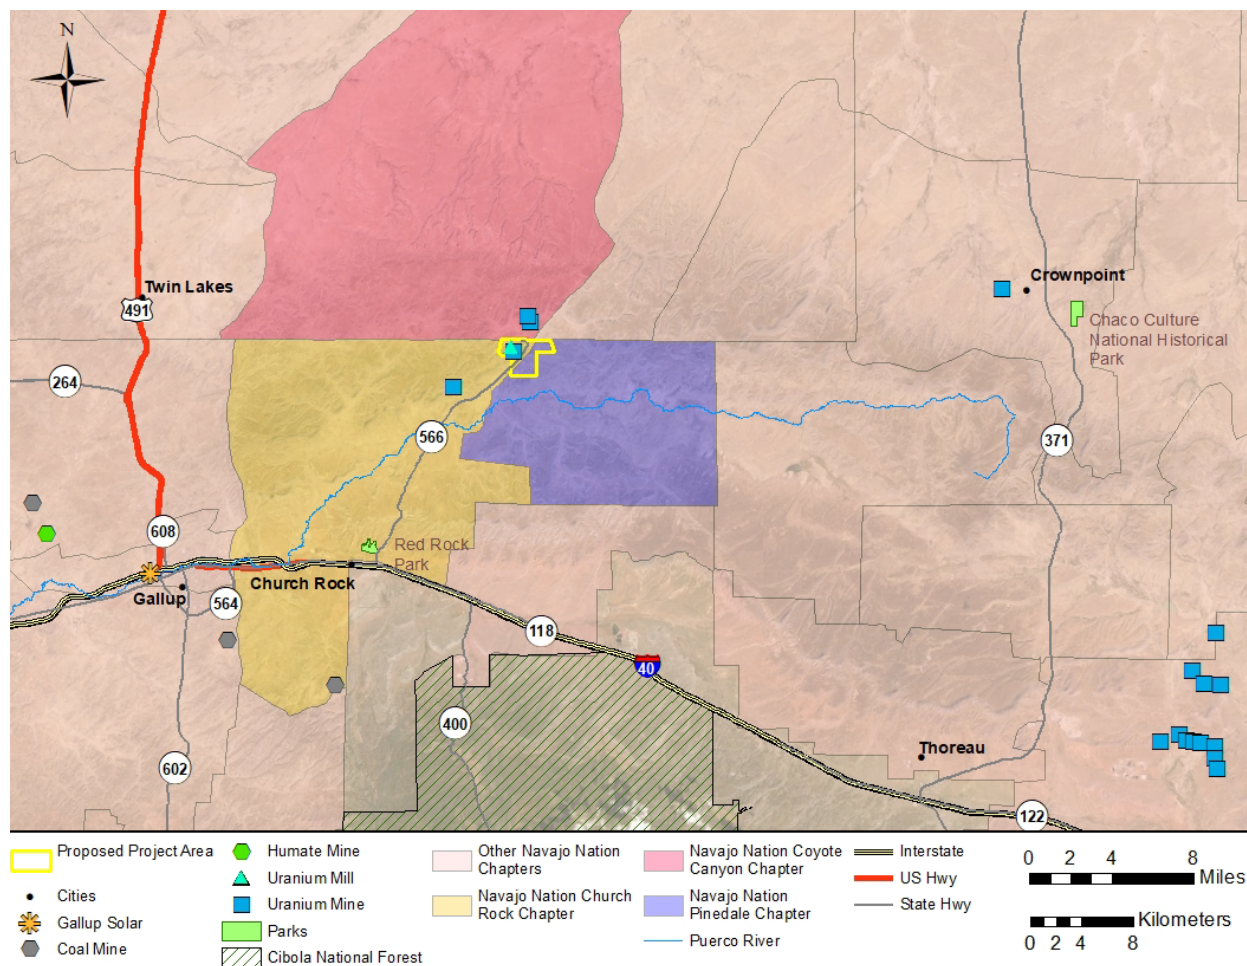 N
Twin Lakes
491
264
Crownpoint
Chaco Culture
National Historical
Park
566
371
608
Red Rock
Park
Church Rock
Gallup
564
118
40
400
Thoreau
602
122
Proposed Project Area
Cities
Gallup Solar
Coal Mine
Humate Mine
Uranium Mill
Uranium Mine
Parks
Cibola National Forest
Other Navajo Nation
Chapters
Navajo Nation Church
Rock Chapter
Navajo Nation Coyote
Canyon Chapter
Navajo Nation
Pinedale Chapter
Puerco River
Interstate
US Hwy
State Hwy
0 2 4 8
Miles
Kilometers
0 2 4 8